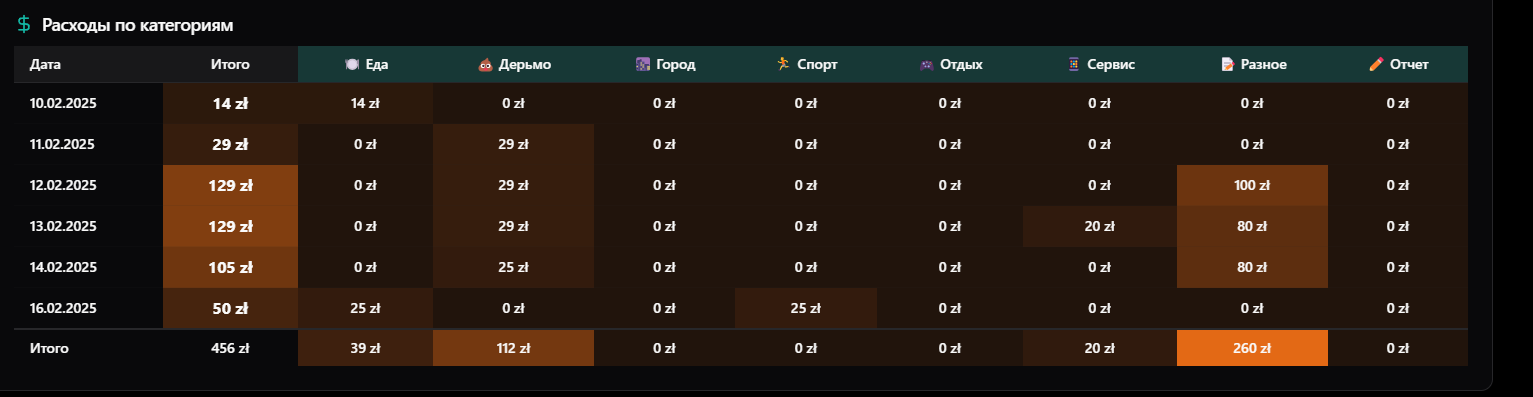 Расходы по категориям
Дата Итого Еда Дерьмо Город Спорт Отдых Сервис Разное Отчет
10.02.2025 14 zł 14 zł 0 zł 0 zł 0 zł 0 zł 0 zł 0 zł 0 zł
11.02.2025 29 zł 0 zł 29 zł 0 zł 0 zł 0 zł 0 zł 0 zł 0 zł
12.02.2025 129 zł 0 zł 29 zł 0 zł 0 zł 0 zł 0 zł 100 zł 0 zł
13.02.2025 129 zł 0 zł 29 zł 0 zł 0 zł 0 zł 20 zł 80 zł 0 zł
14.02.2025 105 zł 0 zł 25 zł 0 zł 0 zł 0 zł 0 zł 80 zł 0 zł
16.02.2025 50 zł 25 zł 0 zł 0 zł 25 zł 0 zł 0 zł 0 zł 0 zł
Итого 456 zł 39 zł 112 zł 0 zł 0 zł 0 zł 20 zł 260 zł 0 zł